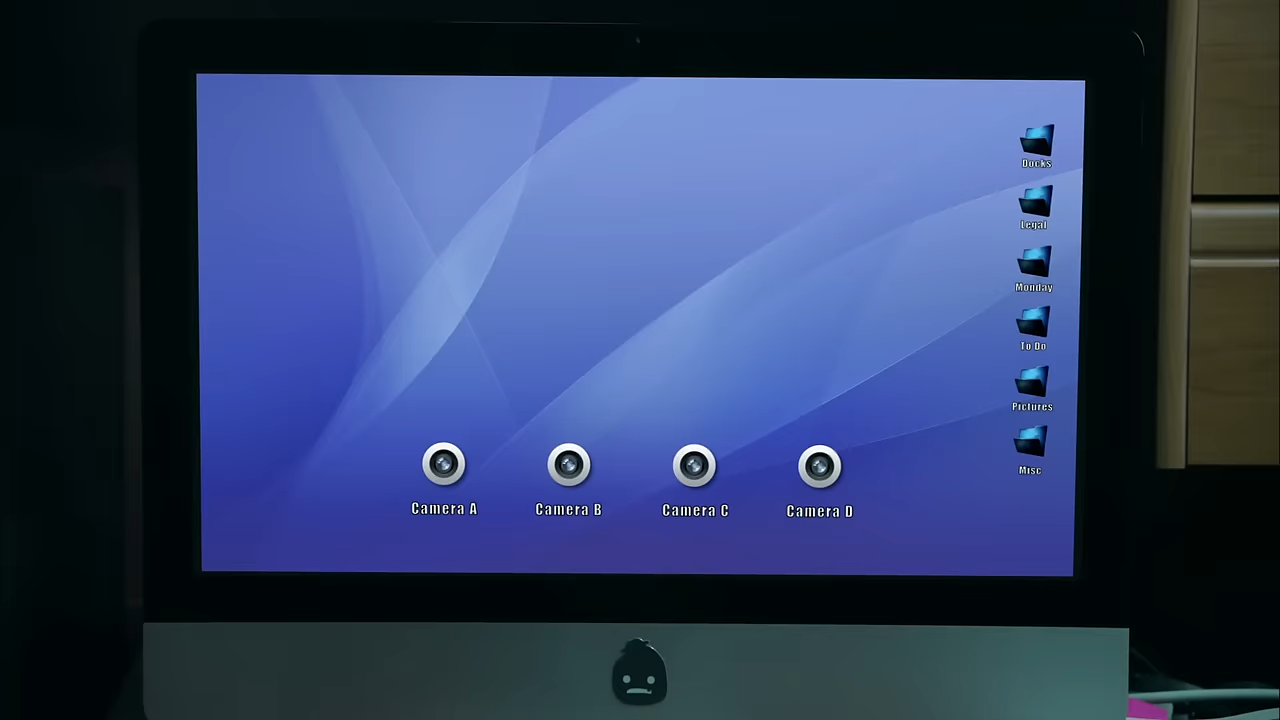 Docks
Legal
Monday
To Do
Pictures
Misc
Camera A
Camera B
Camera C
Camera D